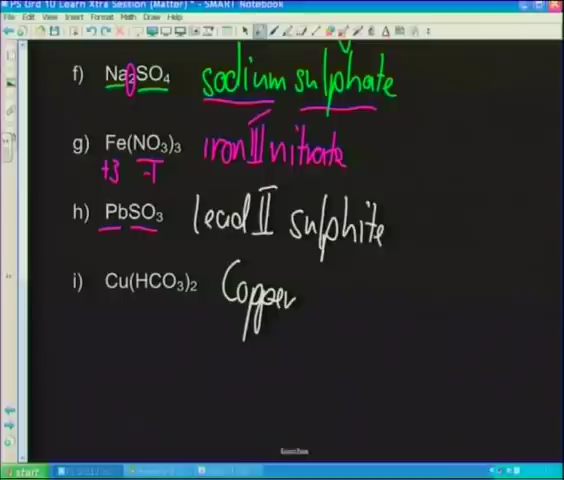 PS Grd 10 Learn Xtra Session (Matter) * - SMART Notebook
File Edit View Insert Format Math Draw Help
f) Na₂SO₄ sodium sulphate
g) Fe(NO₃)₃ iron III nitrate
+3 -1
h) PbSO₃ lead II sulphite
i) Cu(HCO₃)₂ Copper
start